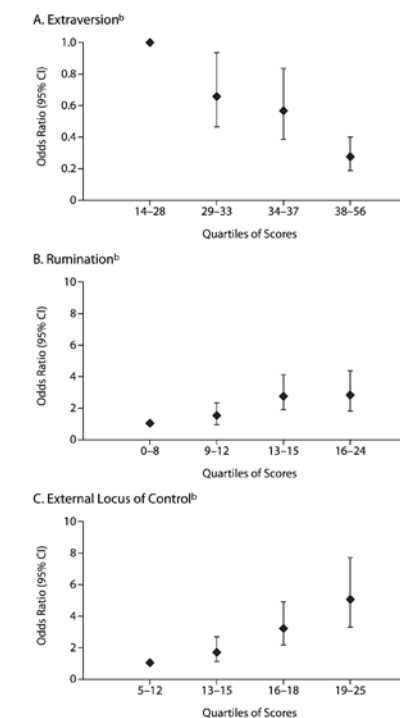 A. Extraversionᵇ
1.0
0.8
0.6
0.4
0.2
0
Odds Ratio (95% CI)
14–28 29–33 34–37 38–56
Quartiles of Scores
B. Ruminationᵇ
10
8
6
4
2
0
Odds Ratio (95% CI)
0–8 9–12 13–15 16–24
Quartiles of Scores
C. External Locus of Controlᵇ
10
8
6
4
2
0
Odds Ratio (95% CI)
5–12 13–15 16–18 19–25
Quartiles of Scores